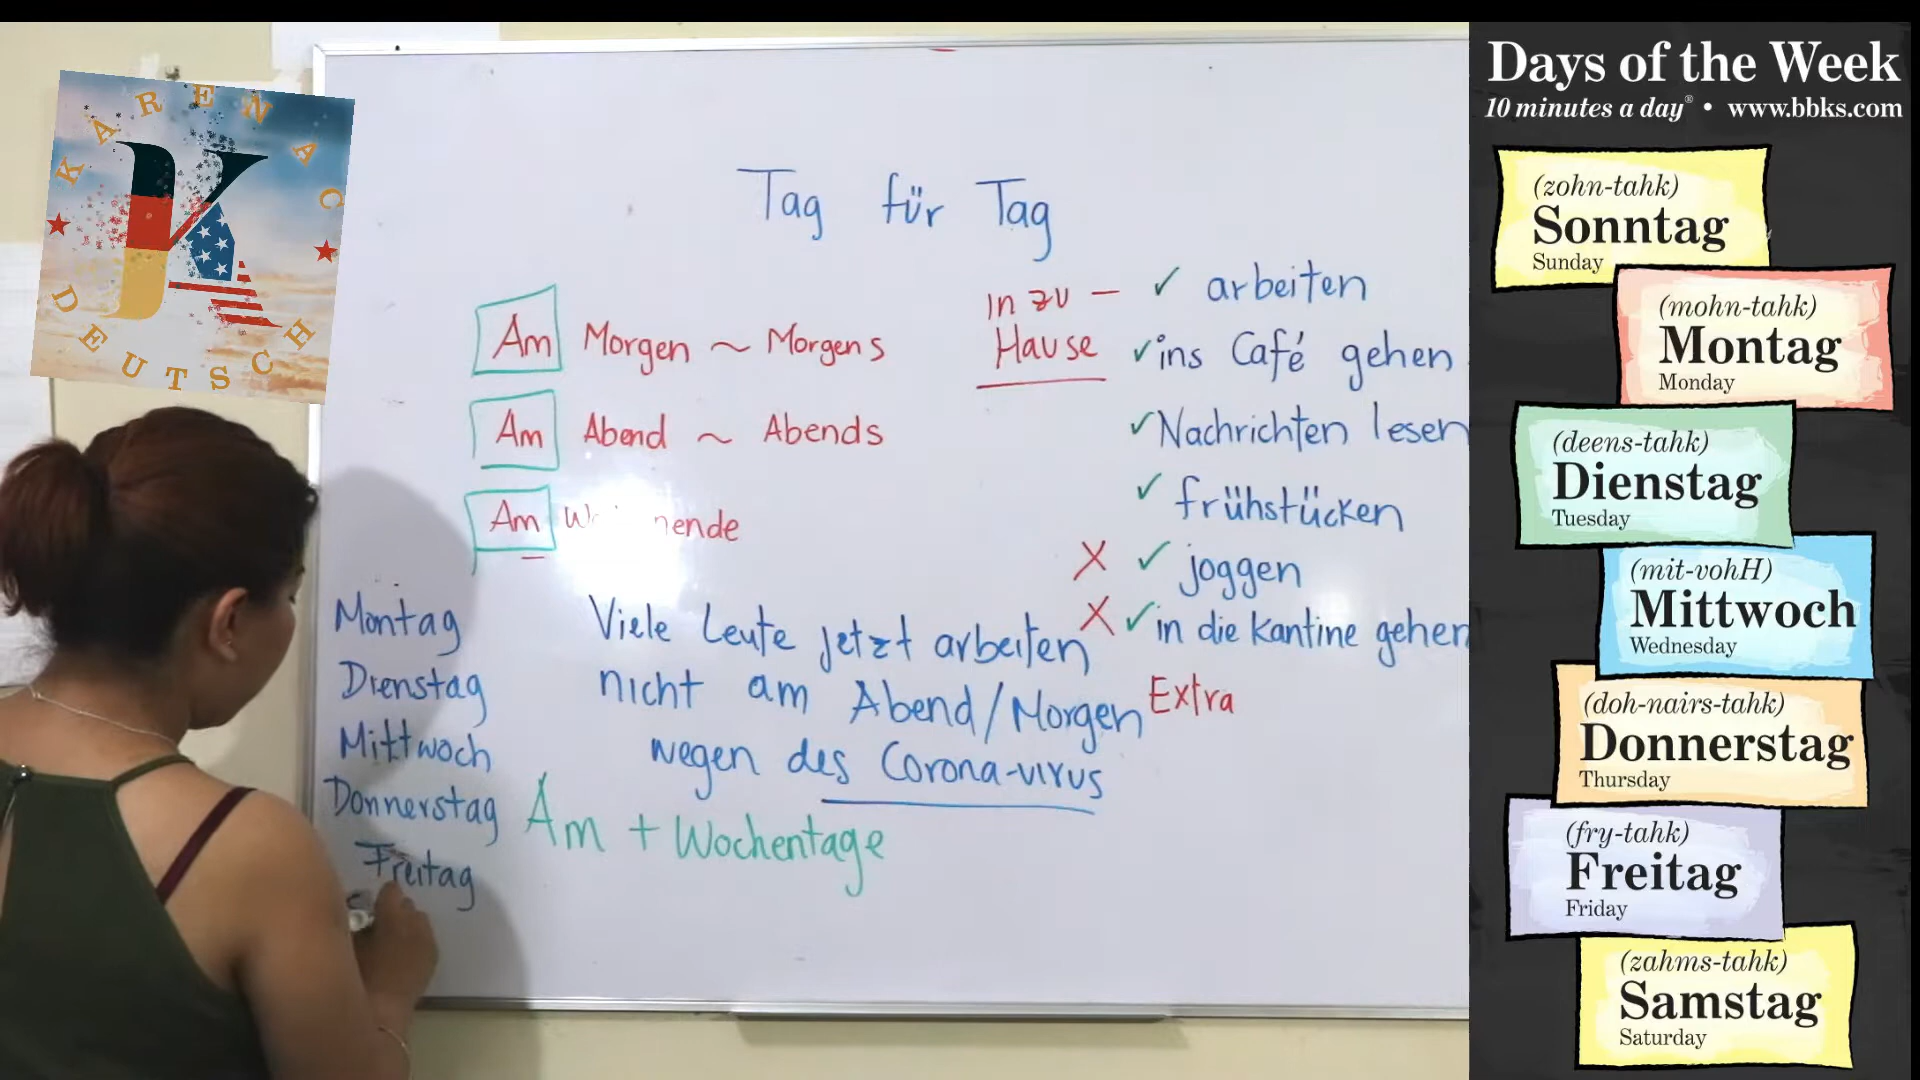 KAREN AC
DEUTSCH
Tag für Tag
Am Morgen ~ Morgens
Am Abend ~ Abends
Am
In zu –
Hause
✓ arbeiten
✓ ins Café gehen
✓ Nachrichten lesen
✓ frühstücken
X ✓ joggen
X ✓ in die Kantine gehen
Extra
Viele Leute jetzt arbeiten
nicht am Abend/Morgen
wegen des Corona-virus
Am + Wochentage
Montag
Dienstag
Mittwoch
Donnerstag
Freitag
Days of the Week
10 minutes a day® • www.bbks.com
(zohn-tahk)
Sonntag
Sunday
(mohn-tahk)
Montag
Monday
(deens-tahk)
Dienstag
Tuesday
(mit-vohH)
Mittwoch
Wednesday
(doh-nairs-tahk)
Donnerstag
Thursday
(fry-tahk)
Freitag
Friday
(zahms-tahk)
Samstag
Saturday